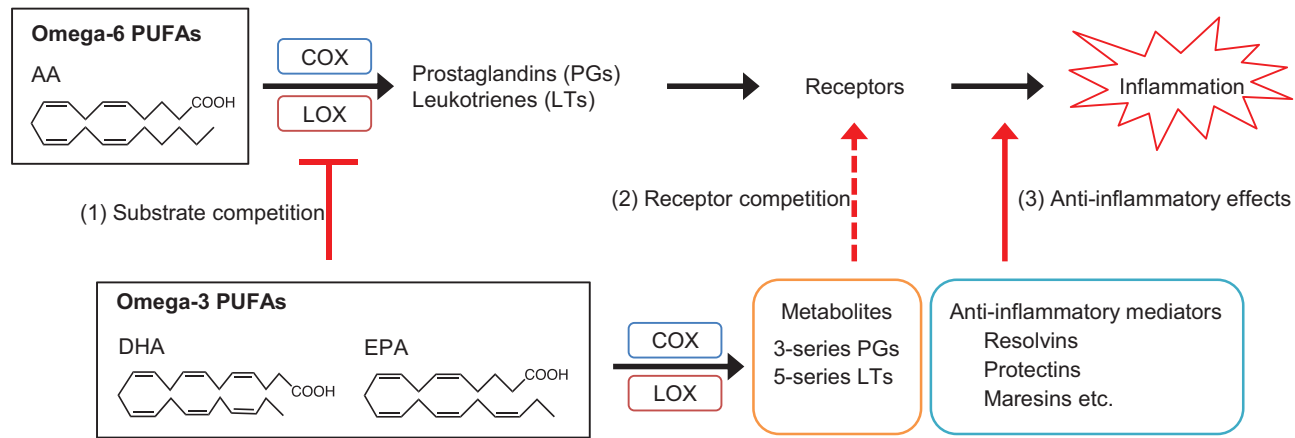 Omega-6 PUFAs
AA
COOH
COX
LOX
Prostaglandins (PGs)
Leukotrienes (LTs)
Receptors
Inflammation
(1) Substrate competition
(2) Receptor competition
(3) Anti-inflammatory effects
Omega-3 PUFAs
DHA
COOH
EPA
COOH
COX
LOX
Metabolites
3-series PGs
5-series LTs
Anti-inflammatory mediators
Resolvins
Protectins
Maresins etc.